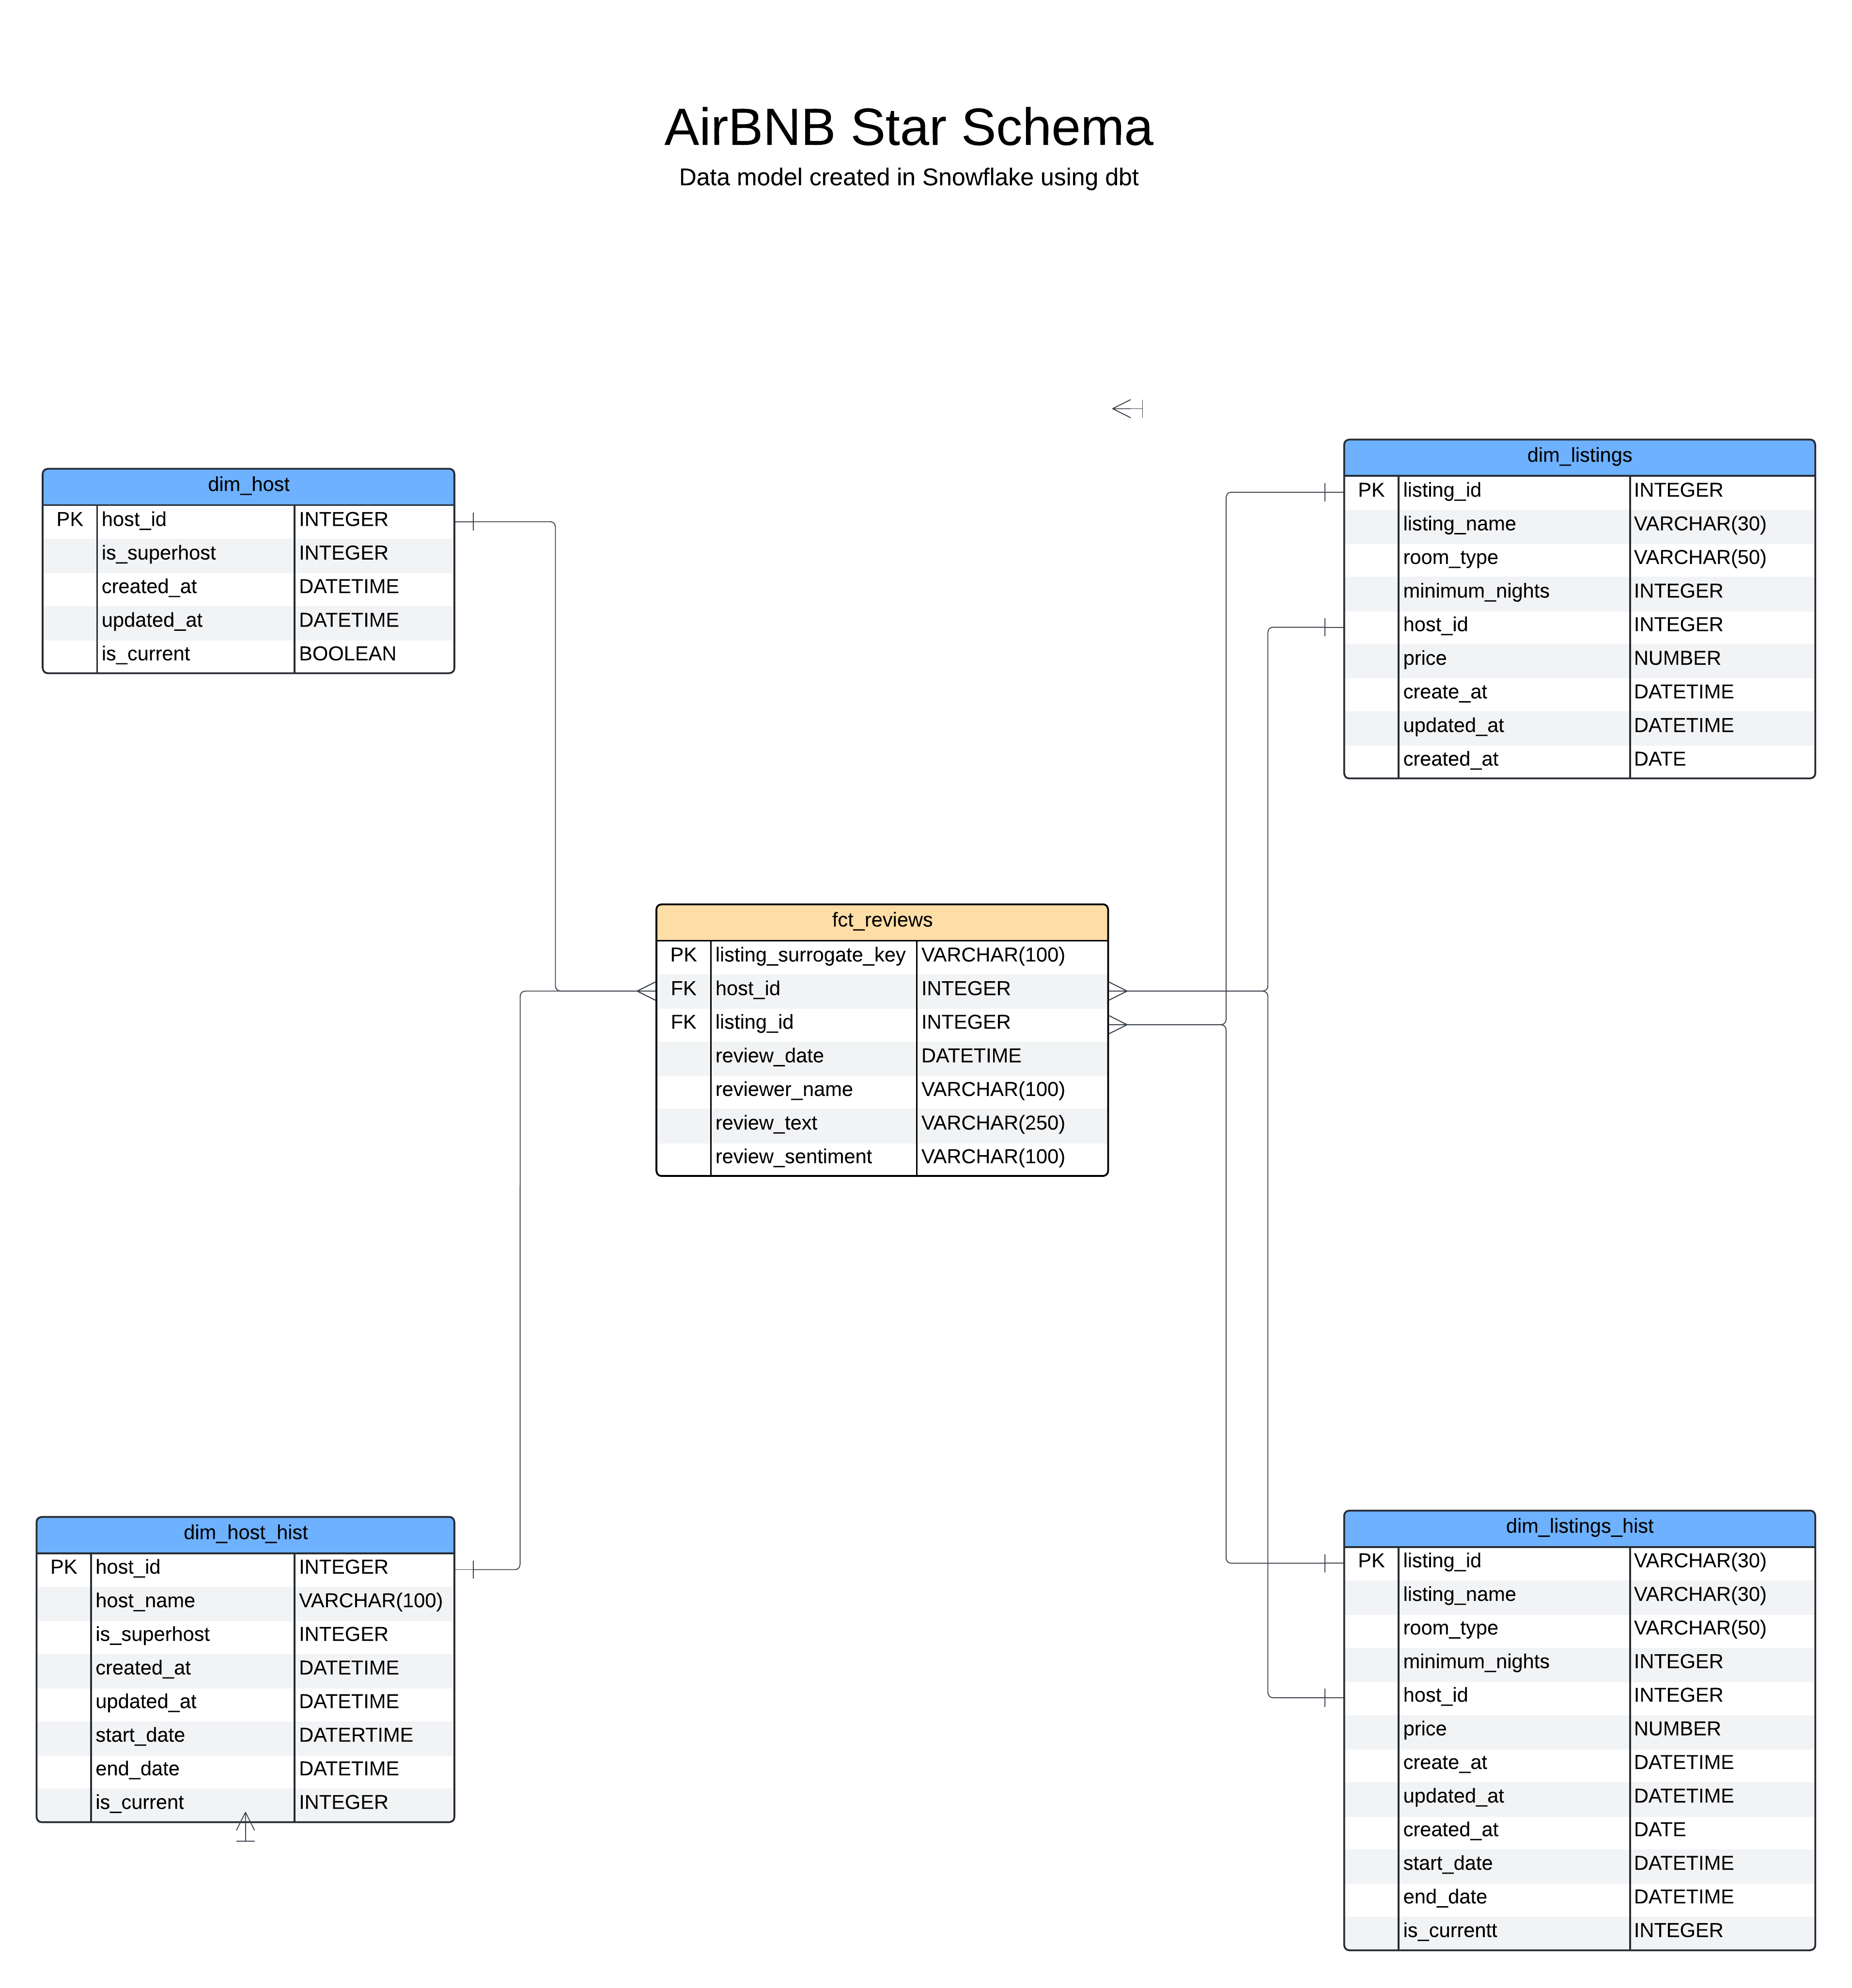 AirBNB Star Schema
Data model created in Snowflake using dbt
dim_host
PK host_id INTEGER
is_superhost INTEGER
created_at DATETIME
updated_at DATETIME
is_current BOOLEAN
dim_listings
PK listing_id INTEGER
listing_name VARCHAR(30)
room_type VARCHAR(50)
minimum_nights INTEGER
host_id INTEGER
price NUMBER
create_at DATETIME
updated_at DATETIME
created_at DATE
fct_reviews
PK listing_surrogate_key VARCHAR(100)
FK host_id INTEGER
FK listing_id INTEGER
review_date DATETIME
reviewer_name VARCHAR(100)
review_text VARCHAR(250)
review_sentiment VARCHAR(100)
dim_host_hist
PK host_id INTEGER
host_name VARCHAR(100)
is_superhost INTEGER
created_at DATETIME
updated_at DATETIME
start_date DATERTIME
end_date DATETIME
is_current INTEGER
dim_listings_hist
PK listing_id VARCHAR(30)
listing_name VARCHAR(30)
room_type VARCHAR(50)
minimum_nights INTEGER
host_id INTEGER
price NUMBER
create_at DATETIME
updated_at DATETIME
created_at DATE
start_date DATETIME
end_date DATETIME
is_currentt INTEGER